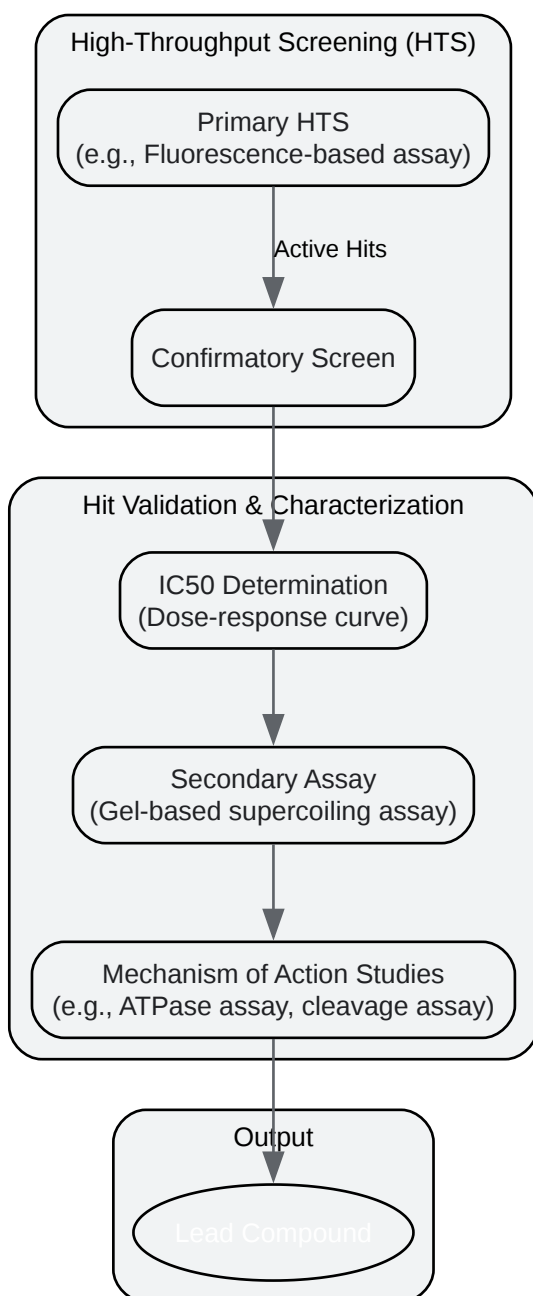 High-Throughput Screening (HTS)
Primary HTS
(e.g., Fluorescence-based assay)
Active Hits
Confirmatory Screen
Hit Validation & Characterization
IC50 Determination
(Dose-response curve)
Secondary Assay
(Gel-based supercoiling assay)
Mechanism of Action Studies
(e.g., ATPase assay, cleavage assay)
Output
Lead Compound